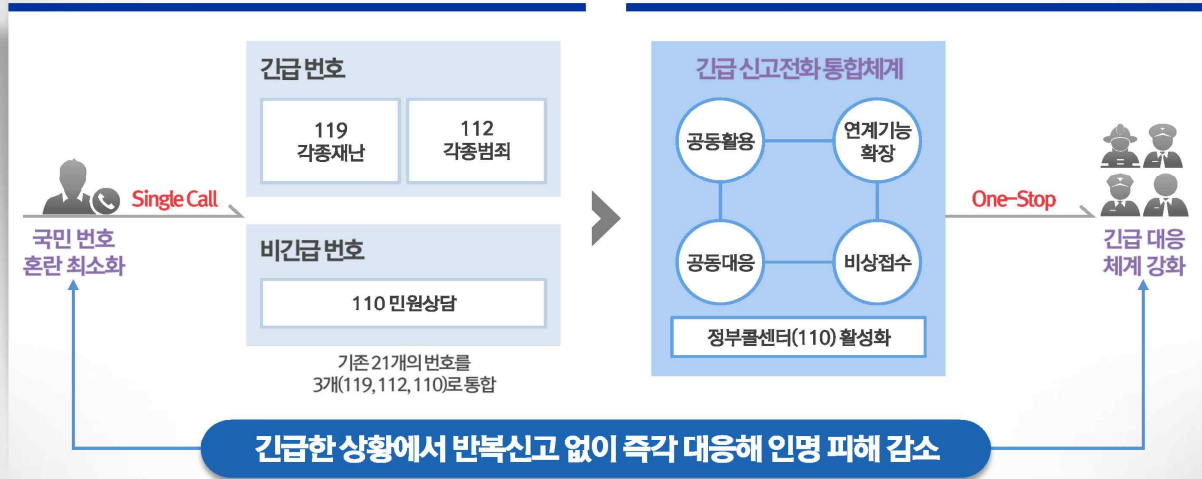 긴급 번호
119
각종재난
112
각종범죄
Single Call
국민 번호
혼란 최소화
비긴급 번호
110 민원상담
기존 21개의 번호를
3개(119, 112, 110)로 통합
긴급 신고전화 통합체계
공동활용
연계기능
확장
공동대응
비상접수
정부콜센터(110) 활성화
One-Stop
긴급 대응
체계 강화
긴급한 상황에서 반복신고 없이 즉각 대응해 인명 피해 감소